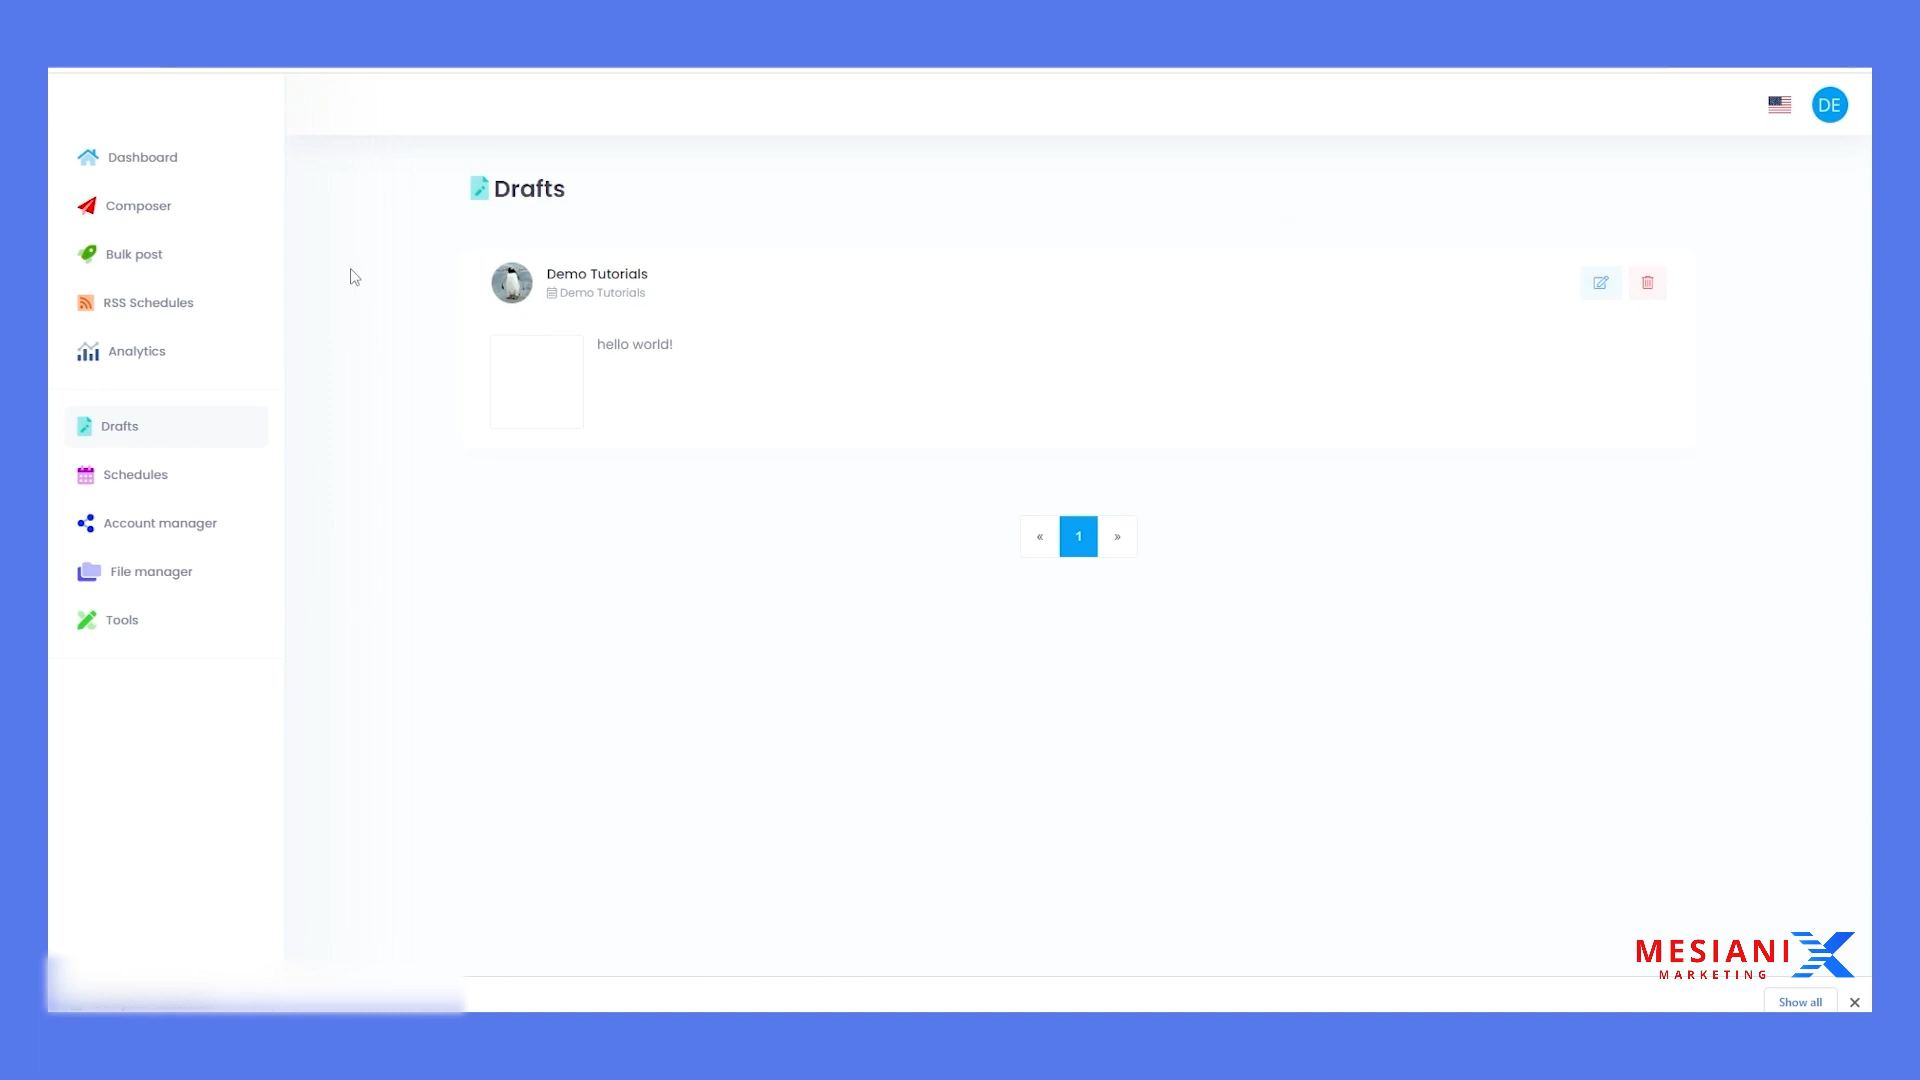 DE
Dashboard
Composer
Bulk post
RSS Schedules
Analytics
Drafts
Schedules
Account manager
File manager
Tools
Drafts
Demo Tutorials
Demo Tutorials
hello world!
« 1 »
MESIANIX
MARKETING
Show all